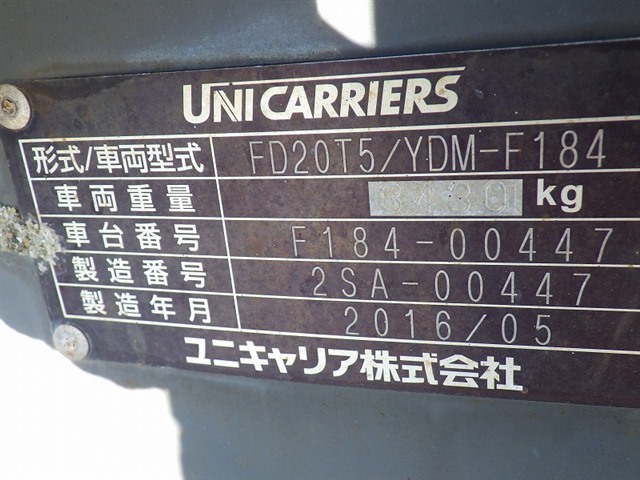 UNICARRIERS
形式/車両型式 FD20T5/YDM-F184
車両重量 3430 kg
車台番号 F184-00447
製造番号 2SA-00447
製造年月 2016/05
ユニキャリア株式会社